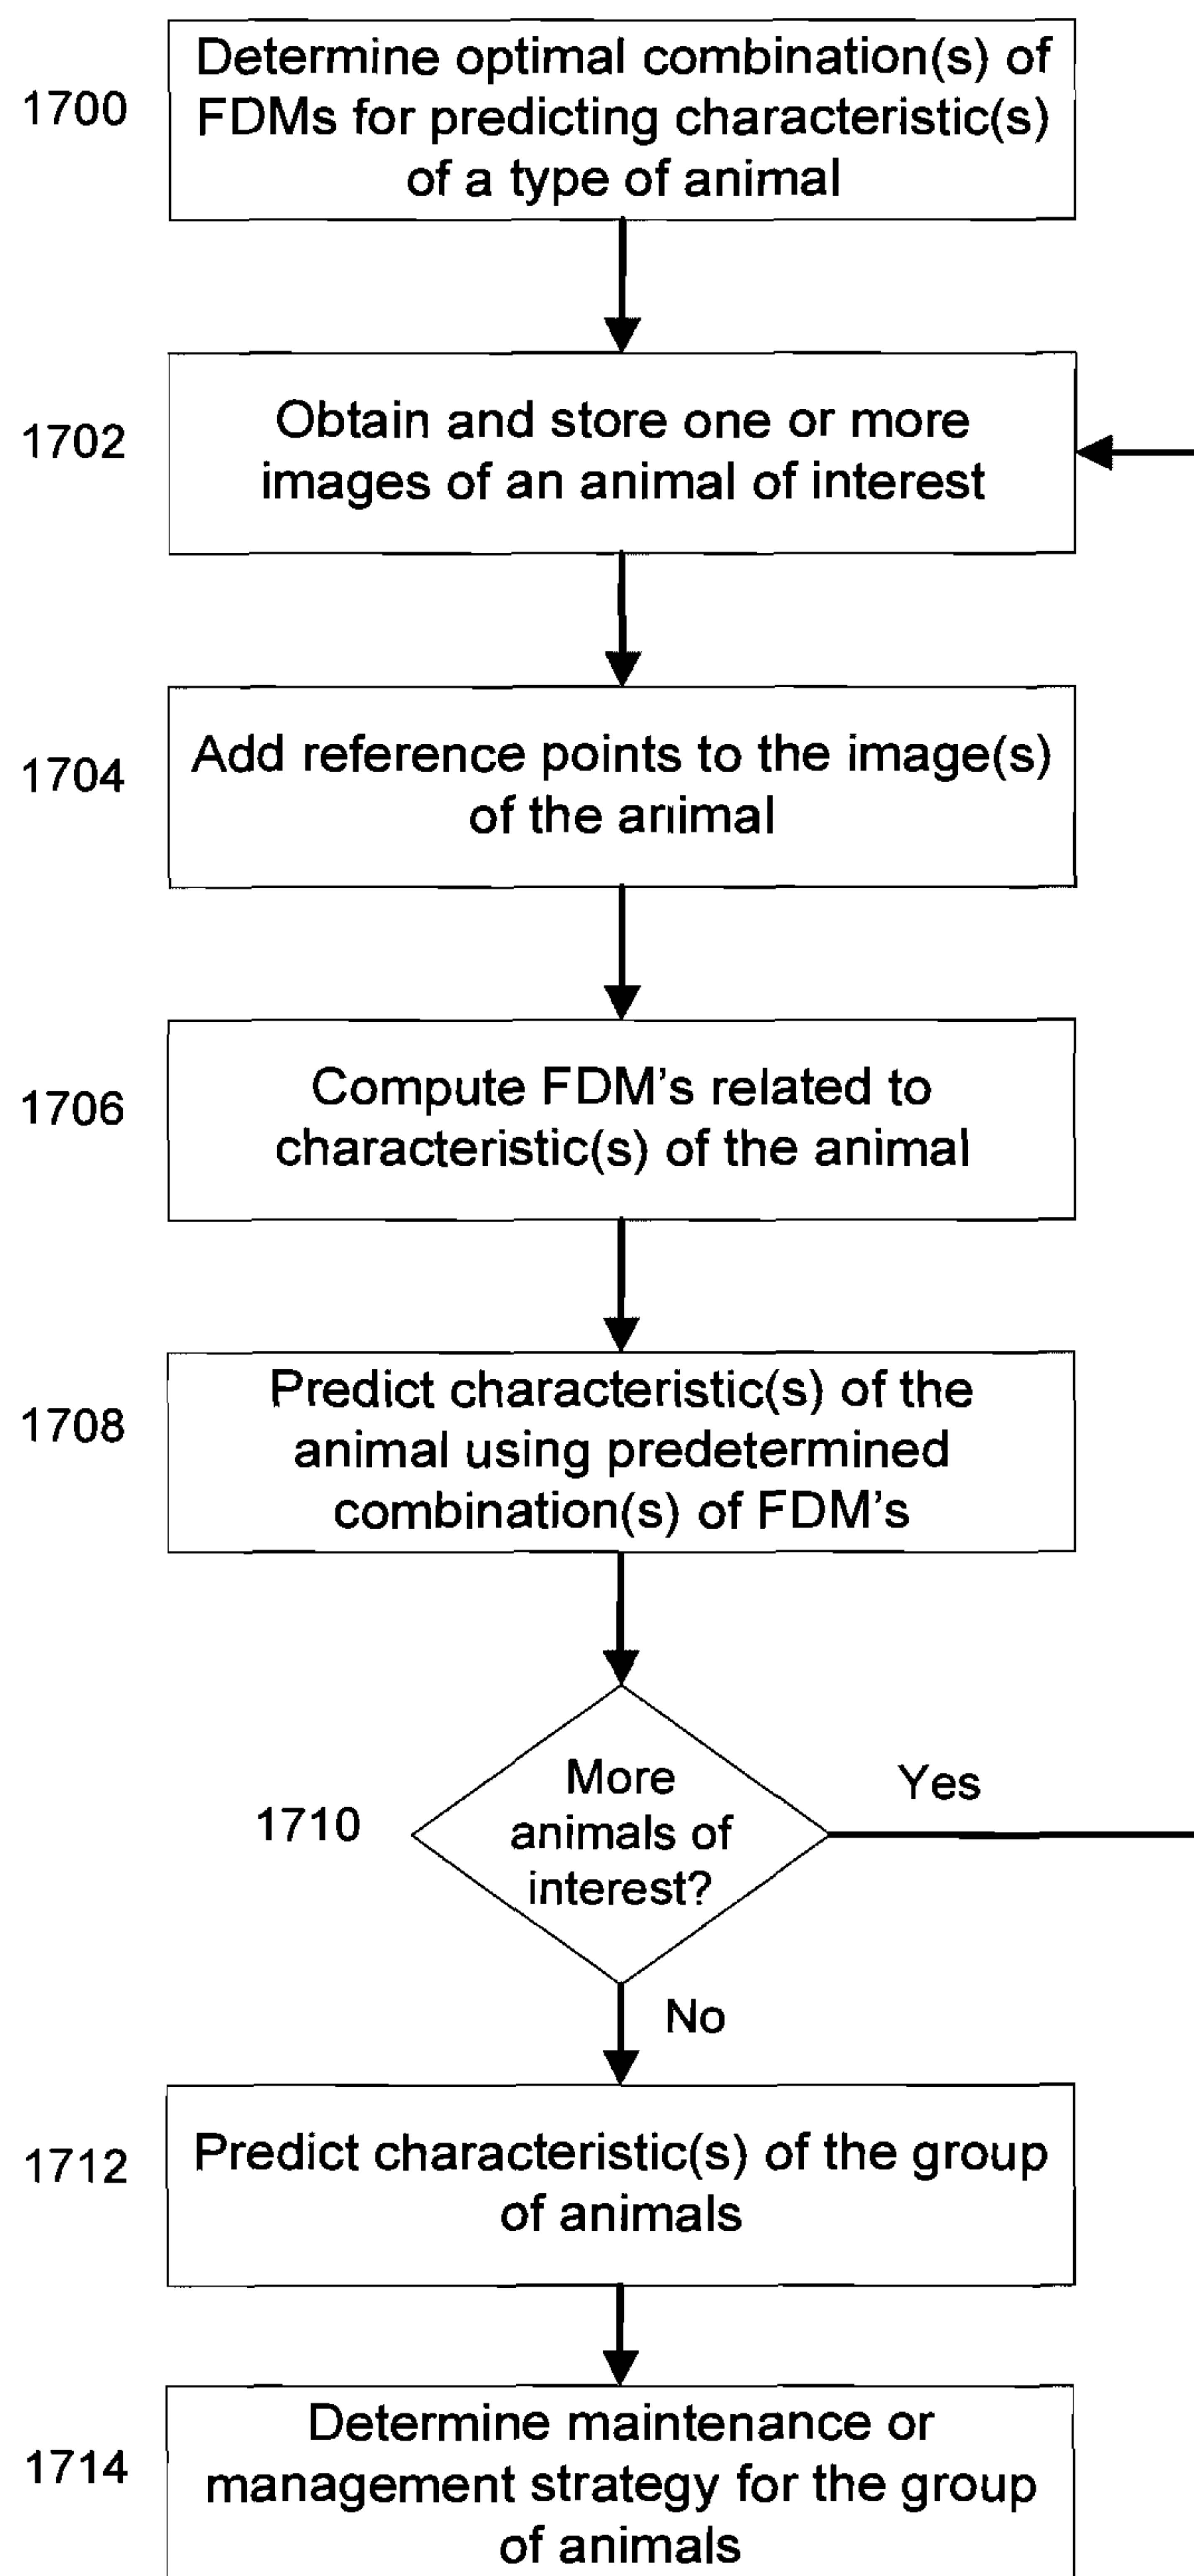 1700
Determine optimal combination(s) of
FDMs for predicting characteristic(s)
of a type of animal
1702
Obtain and store one or more
images of an animal of interest
1704
Add reference points to the image(s)
of the animal
1706
Compute FDM's related to
characteristic(s) of the animal
1708
Predict characteristic(s) of the
animal using predetermined
combination(s) of FDM's
1710
More
animals of
interest?
Yes
No
1712
Predict characteristic(s) of the group
of animals
1714
Determine maintenance or
management strategy for the group
of animals